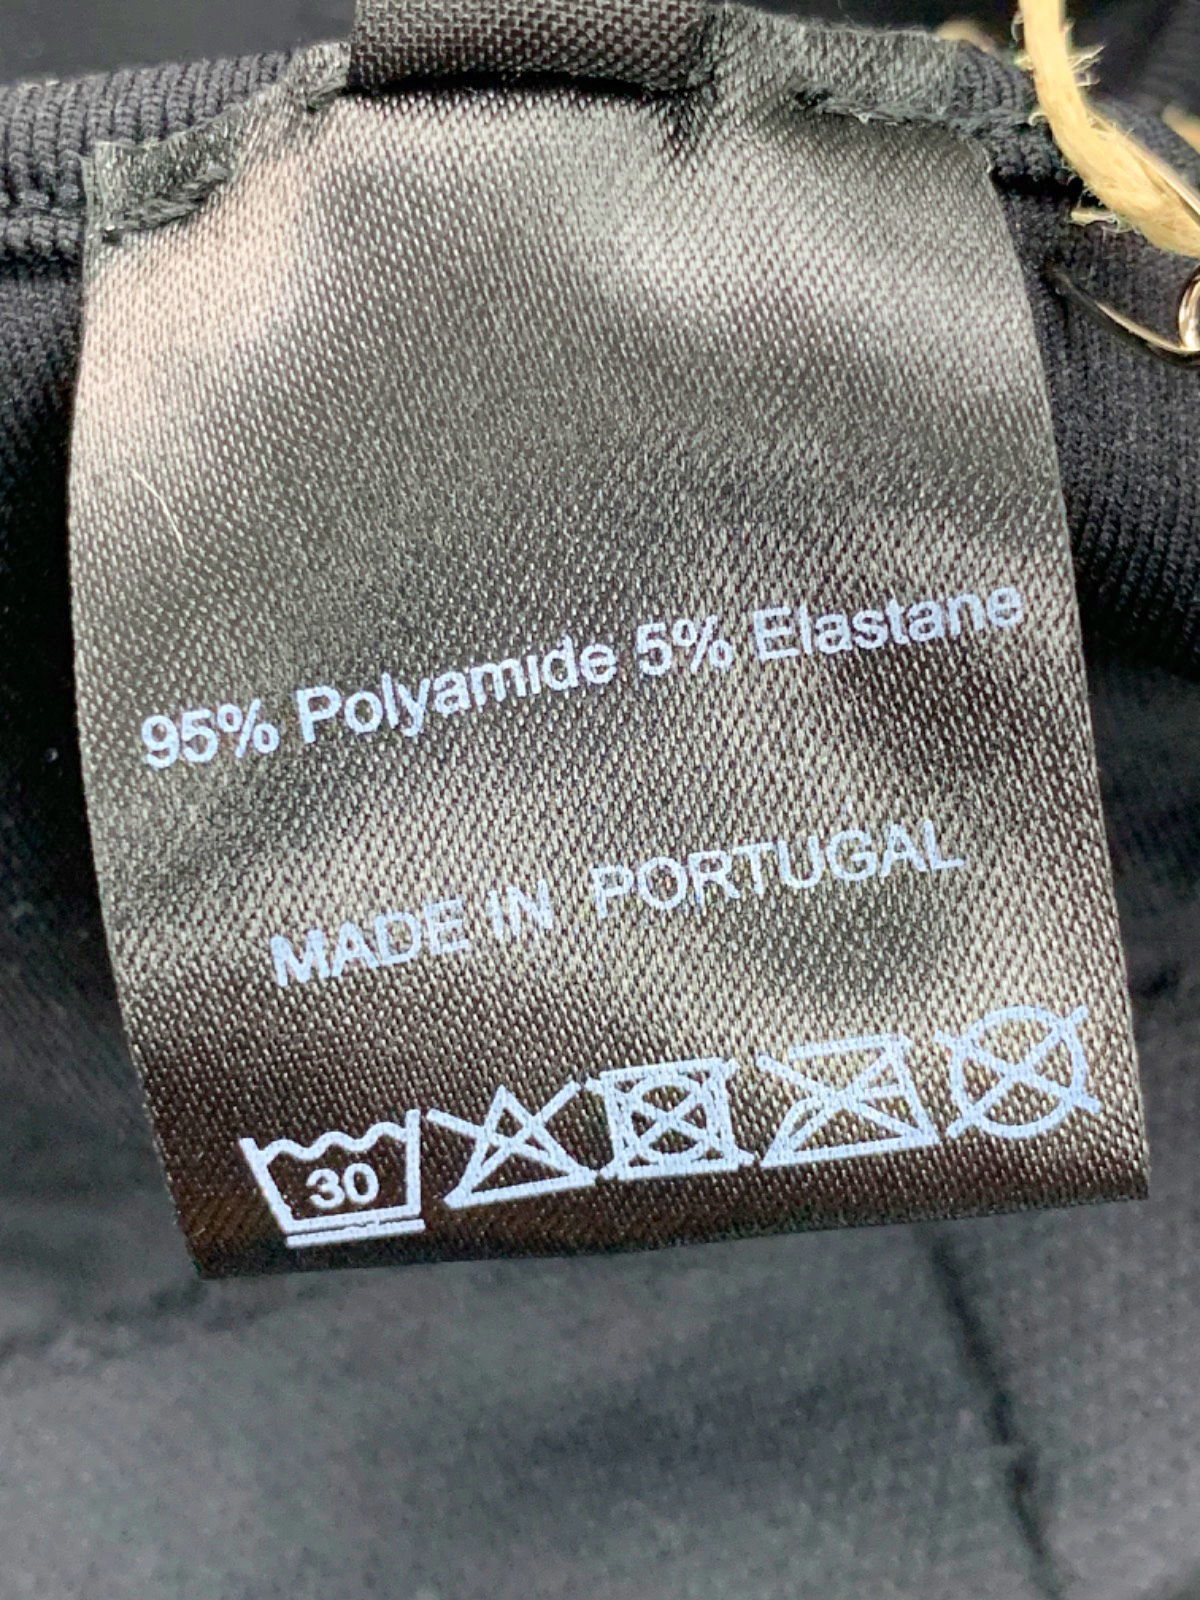 95% Polyamide 5% Elastane
MADE IN PORTUGAL
30